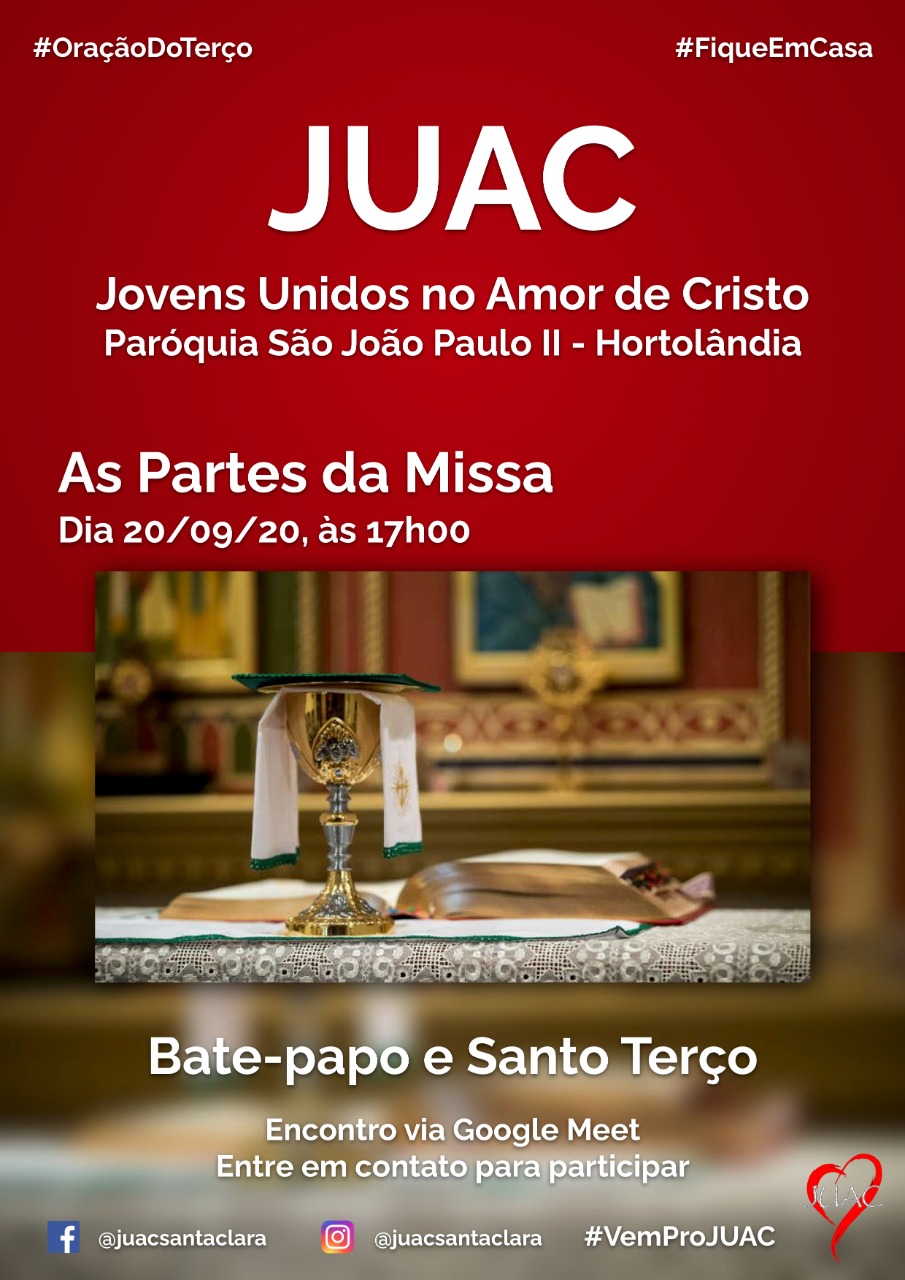 #OraçãoDoTerço
#FiqueEmCasa
JUAC
Jovens Unidos no Amor de Cristo
Paróquia São João Paulo II - Hortolândia
As Partes da Missa
Dia 20/09/20, às 17h00
Bate-papo e Santo Terço
Encontro via Google Meet
Entre em contato para participar
JUAC
@juacsantaclara
@juacsantaclara
#VemProJUAC